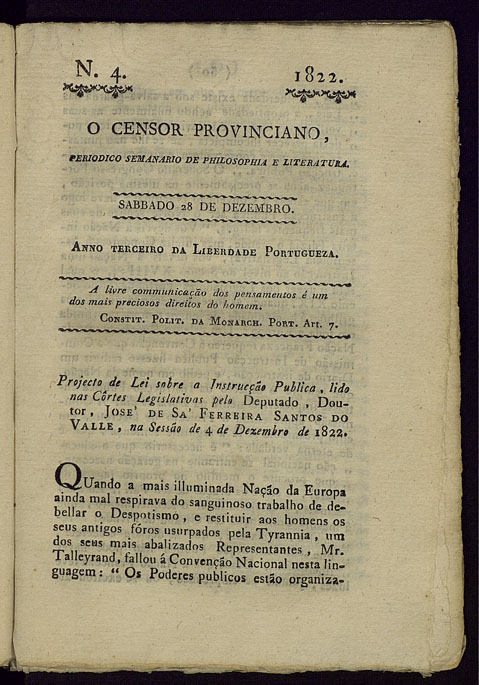 N. 4. 1822.
O CENSOR PROVINCIANO,
PERIODICO SEMANARIO DE PHILOSOPHIA E LITERATURA.
SABBADO 28 DE DEZEMBRO.
ANNO TERCEIRO DA LIBERDADE PORTUGUEZA.
A livre communicação dos pensamentos é um
dos mais preciosos direitos do homem.
CONSTIT. POLIT. DA MONARCH. PORT. Art. 7.
Projecto de Lei sobre a Instrucção Publica, lido
nas Côrtes Legislativas pelo Deputado, Dou-
tor, JOSE' DE SA' FERREIRA SANTOS DO
VALLE, na Sessão de 4 de Dezembro de 1822.
QUando a mais illuminada Nação da Europa
ainda mal respirava do sanguinoso trabalho de de-
bellar o Despotismo, e restituir aos homens os
seus antigos fóros usurpados pela Tyrannia, um
dos seus mais abalizados Representantes, Mr.
Talleyrand, fallou á Convenção Nacional nesta lin-
guagem: " Os Poderes publicos estão organiza-